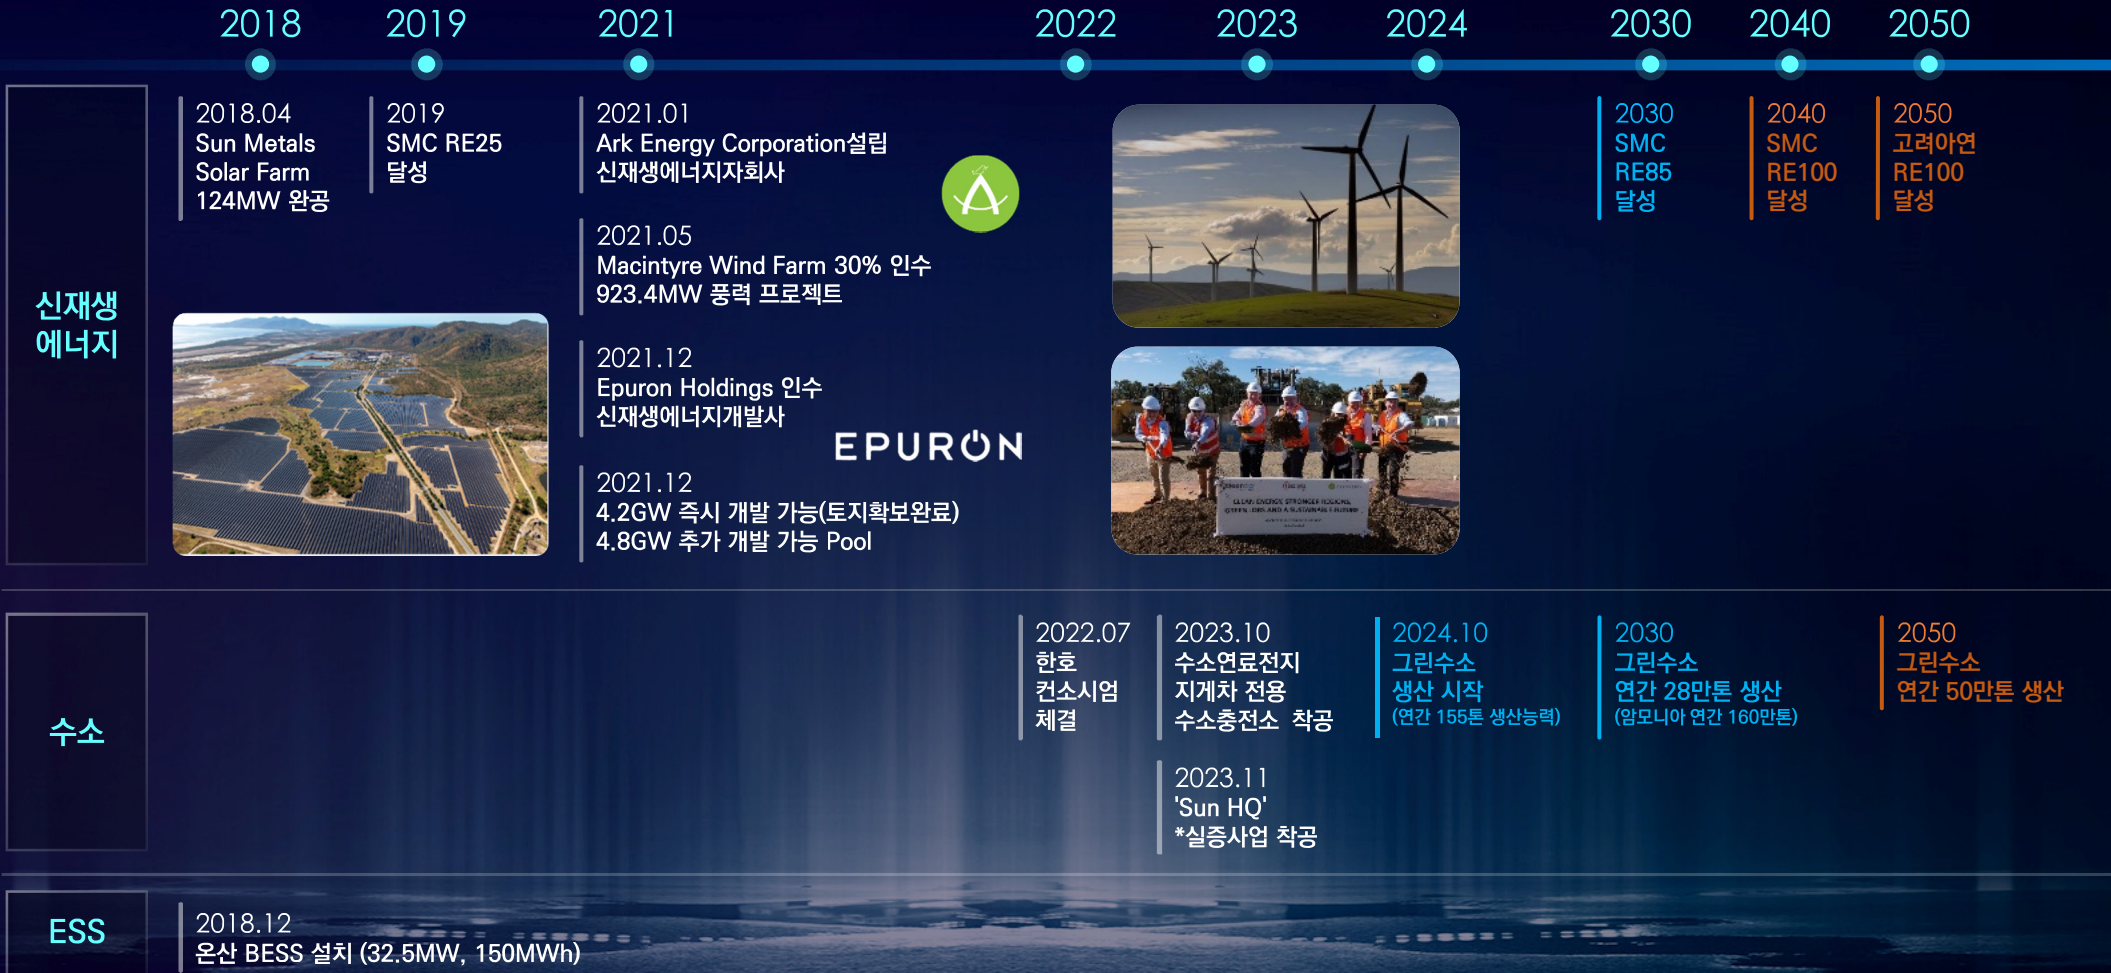 2018
2019
2021
2022
2023
2024
2030
2040
2050
신재생
에너지
2018.04
Sun Metals
Solar Farm
124MW 완공
2019
SMC RE25
달성
2021.01
Ark Energy Corporation설립
신재생에너지자회사
2021.05
Macintyre Wind Farm 30% 인수
923.4MW 풍력 프로젝트
2021.12
Epuron Holdings 인수
신재생에너지개발사
EPURON
2021.12
4.2GW 즉시 개발 가능(토지확보완료)
4.8GW 추가 개발 가능 Pool
CLEAN ENERGY, STRONGER REGIONS,
GREEN JOBS AND A SUSTAINABLE FUTURE
2030
SMC
RE85
달성
2040
SMC
RE100
달성
2050
고려아연
RE100
달성
수소
2022.07
한호
컨소시엄
체결
2023.10
수소연료전지
지게차 전용
수소충전소 착공
2023.11
'Sun HQ'
*실증사업 착공
2024.10
그린수소
생산 시작
(연간 155톤 생산능력)
2030
그린수소
연간 28만톤 생산
(암모니아 연간 160만톤)
2050
그린수소
연간 50만톤 생산
ESS
2018.12
온산 BESS 설치 (32.5MW, 150MWh)